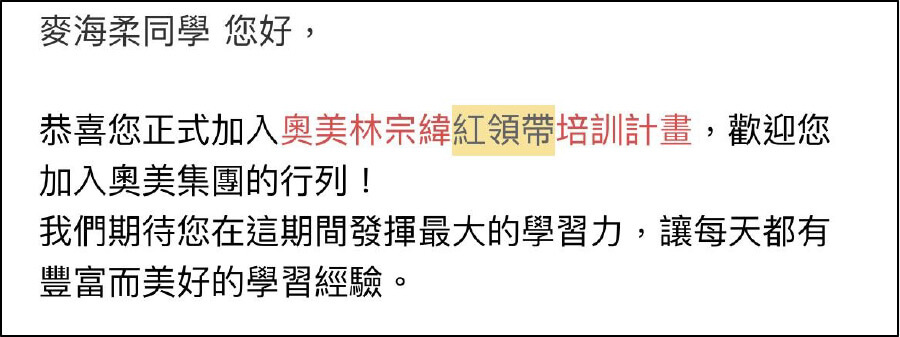 麥海柔同學 您好，
恭喜您正式加入奧美林宗緯紅領帶培訓計畫，歡迎您
加入奧美集團的行列！
我們期待您在這期間發揮最大的學習力，讓每天都有
豐富而美好的學習經驗。